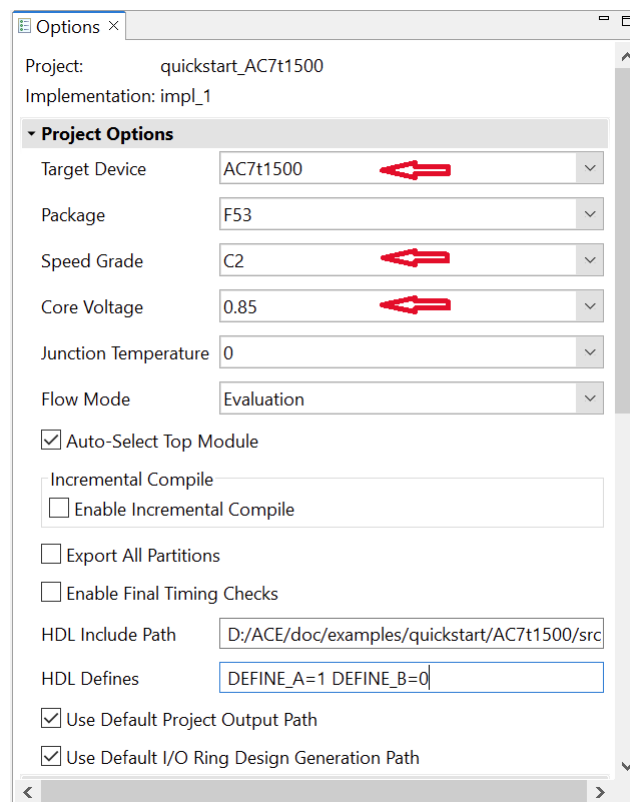 Options
Project: quickstart_AC7t1500
Implementation: impl_1
Project Options
Target Device AC7t1500
Package F53
Speed Grade C2
Core Voltage 0.85
Junction Temperature 0
Flow Mode Evaluation
Auto-Select Top Module
Incremental Compile
Enable Incremental Compile
Export All Partitions
Enable Final Timing Checks
HDL Include Path D:/ACE/doc/examples/quickstart/AC7t1500/src
HDL Defines DEFINE_A=1 DEFINE_B=0
Use Default Project Output Path
Use Default I/O Ring Design Generation Path